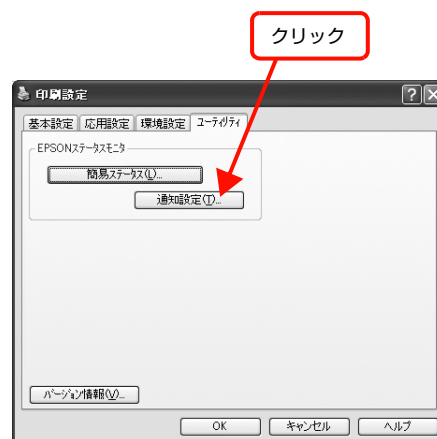 クリック
印刷設定
基本設定 応用設定 環境設定 ユーティリティ
EPSONステータスモニタ
簡易ステータス(L)...
通知設定(T)...
バージョン情報(V)...
OK キャンセル ヘルプ